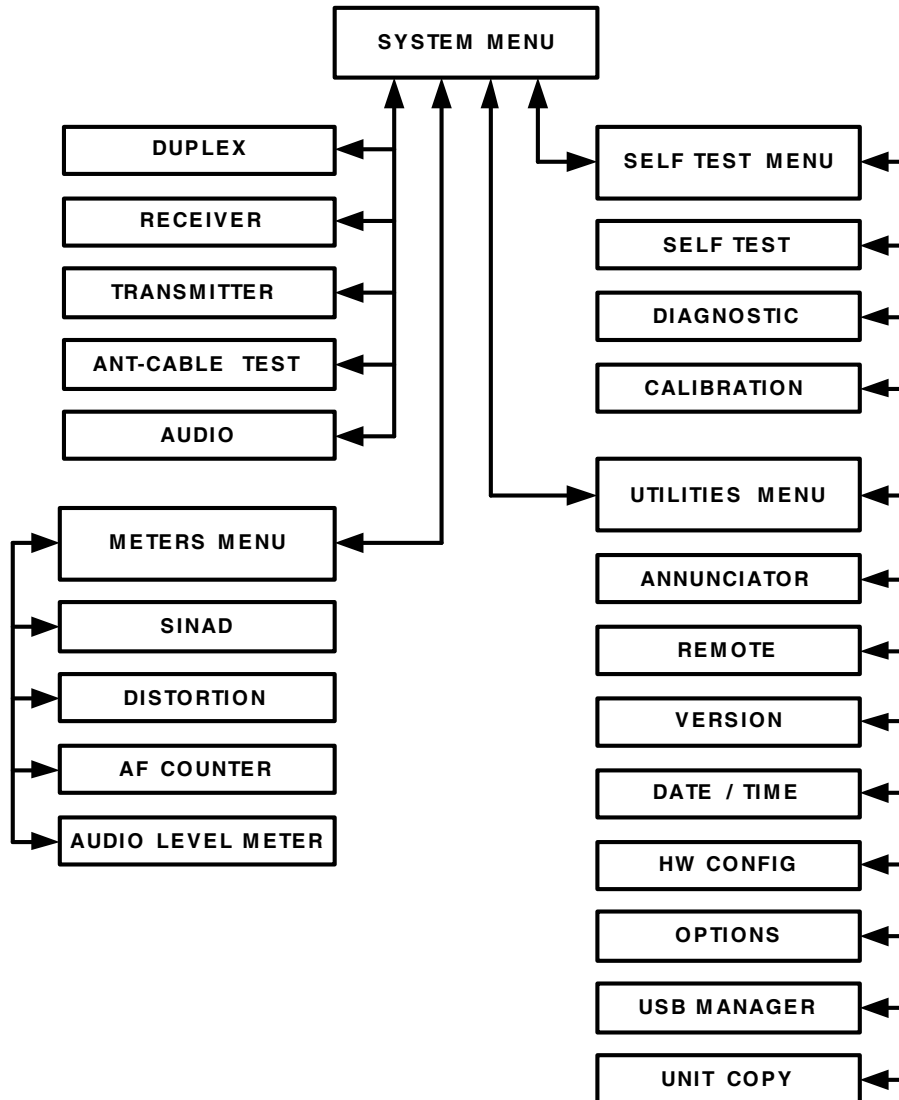 SYSTEM MENU
DUPLEX
RECEIVER
TRANSMITTER
ANT-CABLE TEST
AUDIO
METERS MENU
SINAD
DISTORTION
AF COUNTER
AUDIO LEVEL METER
SELF TEST MENU
SELF TEST
DIAGNOSTIC
CALIBRATION
UTILITIES MENU
ANNUNCIATOR
REMOTE
VERSION
DATE / TIME
HW CONFIG
OPTIONS
USB MANAGER
UNIT COPY